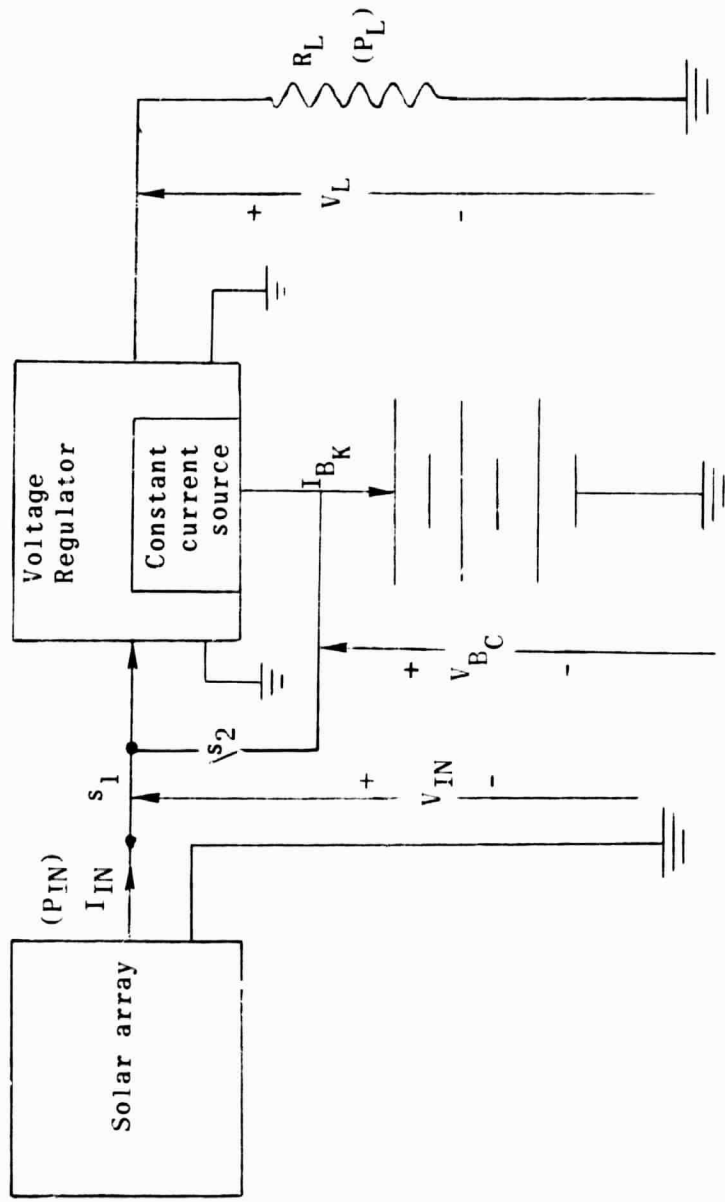 Solar array
(P_IN)
I_IN
s_1
s_2
+
V_IN
-
Voltage
Regulator
Constant
current
source
I_B_K
+
V_B_C
-
+
V_L
-
R_L
(P_L)